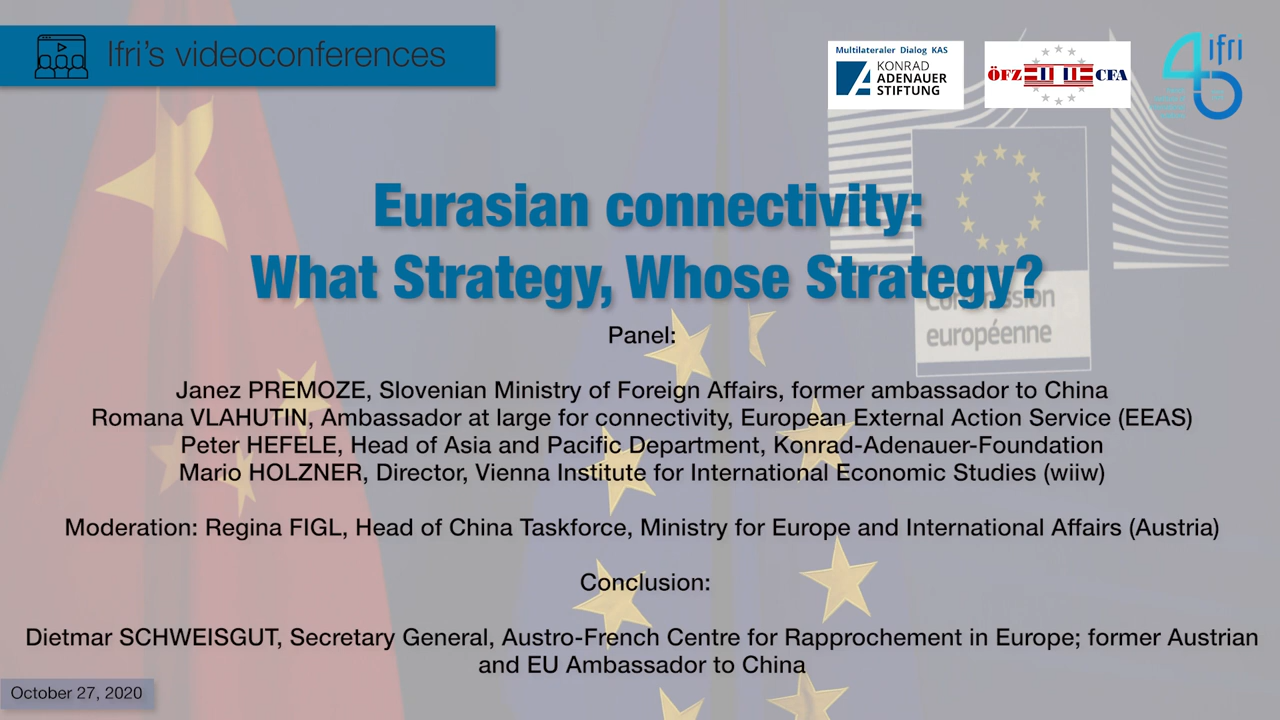 Ifri's videoconferences
Multilateraler Dialog KAS
KONRAD
ADENAUER
STIFTUNG
ÖFZ CFA
40 ifri
Eurasian connectivity:
What Strategy, Whose Strategy?
Commission
européenne
Panel:
Janez PREMOZE, Slovenian Ministry of Foreign Affairs, former ambassador to China
Romana VLAHUTIN, Ambassador at large for connectivity, European External Action Service (EEAS)
Peter HEFELE, Head of Asia and Pacific Department, Konrad-Adenauer-Foundation
Mario HOLZNER, Director, Vienna Institute for International Economic Studies (wiiw)
Moderation: Regina FIGL, Head of China Taskforce, Ministry for Europe and International Affairs (Austria)
Conclusion:
Dietmar SCHWEISGUT, Secretary General, Austro-French Centre for Rapprochement in Europe; former Austrian
and EU Ambassador to China
October 27, 2020